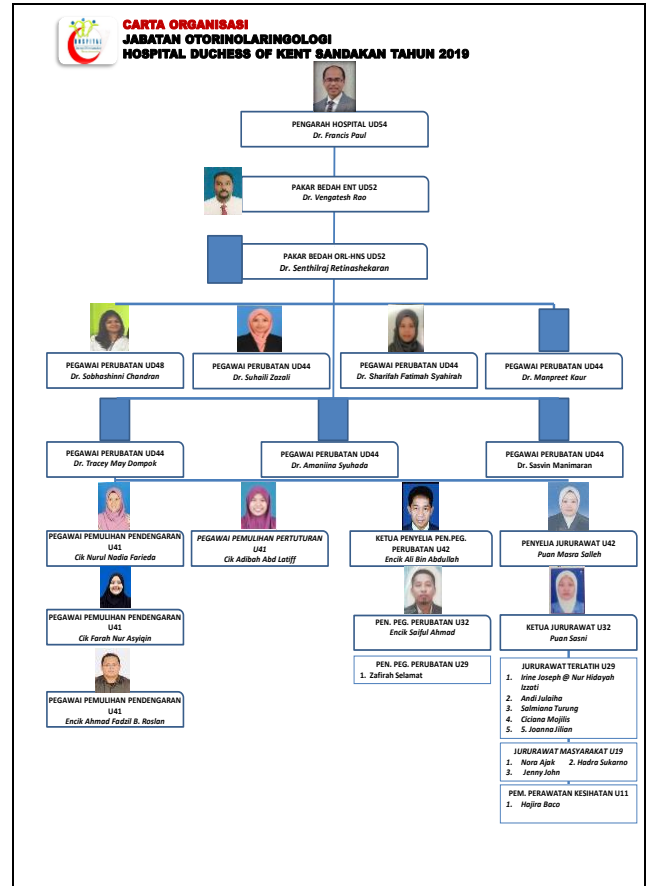 HOSPITAL
CARTA ORGANISASI
JABATAN OTORINOLARINGOLOGI
HOSPITAL DUCHESS OF KENT SANDAKAN TAHUN 2019
PENGARAH HOSPITAL UD54
Dr. Francis Paul
PAKAR BEDAH ENT UD52
Dr. Vengatesh Rao
PAKAR BEDAH ORL-HNS UD52
Dr. Senthilraj Retinashekaran
PEGAWAI PERUBATAN UD48
Dr. Sobhashinni Chandran
PEGAWAI PERUBATAN UD44
Dr. Suhaili Zazali
PEGAWAI PERUBATAN UD44
Dr. Sharifah Fatimah Syahirah
PEGAWAI PERUBATAN UD44
Dr. Manpreet Kaur
PEGAWAI PERUBATAN UD44
Dr. Tracey May Dompok
PEGAWAI PERUBATAN UD44
Dr. Amaniina Syuhada
PEGAWAI PERUBATAN UD44
Dr. Sasvin Manimaran
PEGAWAI PEMULIHAN PENDENGARAN
U41
Cik Nurul Nadia Farieda
PEGAWAI PEMULIHAN PERTUTURAN
U41
Cik Adibah Abd Latiff
KETUA PENYELIA PEN.PEG.
PERUBATAN U42
Encik Ali Bin Abdullah
PENYELIA JURURAWAT U42
Puan Masra Salleh
PEGAWAI PEMULIHAN PENDENGARAN
U41
Cik Farah Nur Asyiqin
PEN. PEG. PERUBATAN U32
Encik Saiful Ahmad
KETUA JURURAWAT U32
Puan Sasni
PEGAWAI PEMULIHAN PENDENGARAN
U41
Encik Ahmad Fadzil B. Roslan
PEN. PEG. PERUBATAN U29
1. Zafirah Selamat
JURURAWAT TERLATIH U29
1. Irine Joseph @ Nur Hidayah
Izzati
2. Andi Julaiha
3. Salmiana Turung
4. Ciciana Mojilis
5. S. Joanna Jilian
JURURAWAT MASYARAKAT U19
1. Nora Ajak 2. Hadra Sukarno
3. Jenny John
PEM. PERAWATAN KESIHATAN U11
1. Hajira Baco